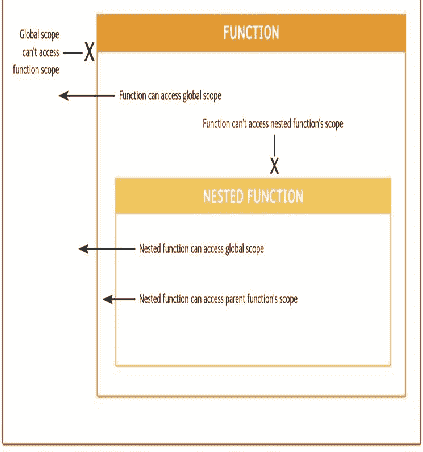 FUNCTION
Global scope
can't access
function scope
X
Function can access global scope
Function can't access nested function's scope
X
NESTED FUNCTION
Nested function can access global scope
Nested function can access parent function's scope